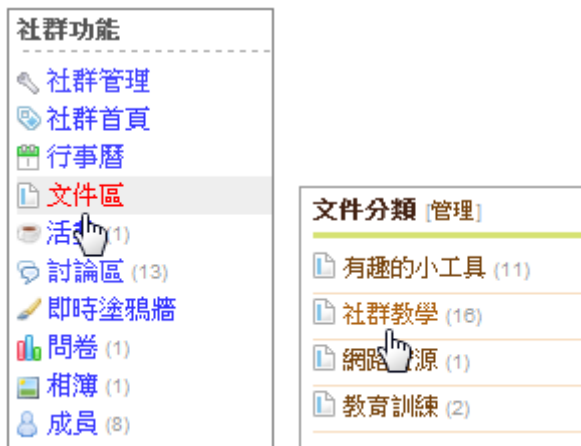 社群功能
社群管理
社群首頁
行事曆
文件區
活 (1)
討論區 (13)
即時塗鴉牆
問卷 (1)
相簿 (1)
成員 (8)
文件分類 [管理]
有趣的小工具 (11)
社群教學 (16)
網路 源 (1)
教育訓練 (2)